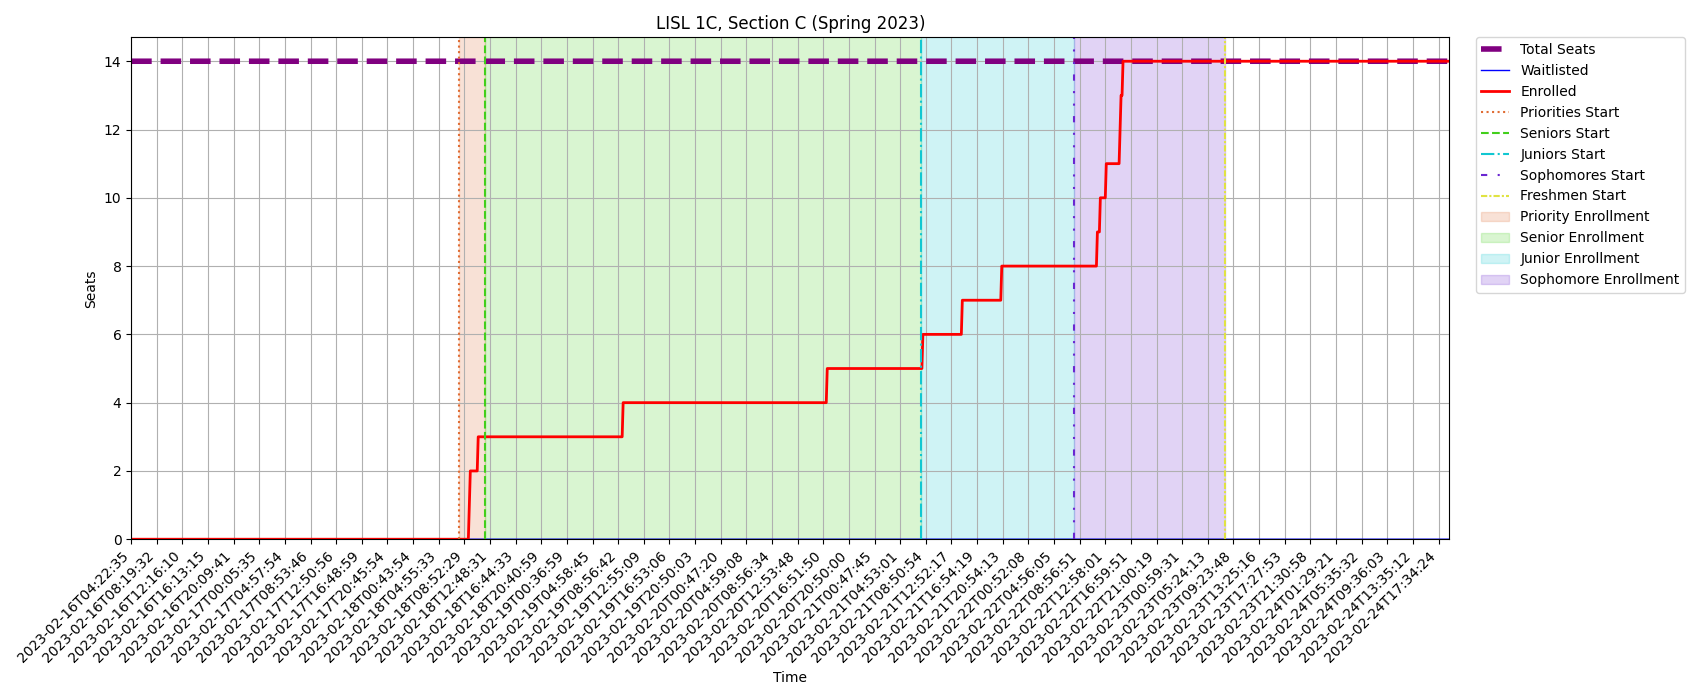 LISL 1C, Section C (Spring 2023)
Seats
14
12
10
8
6
4
2
0
2023-02-16T04:22:35
2023-02-16T08:19:32
2023-02-16T12:16:10
2023-02-16T16:13:15
2023-02-16T20:09:41
2023-02-17T00:05:35
2023-02-17T04:57:54
2023-02-17T08:53:46
2023-02-17T12:50:56
2023-02-17T16:48:59
2023-02-17T20:45:54
2023-02-18T00:43:54
2023-02-18T04:55:33
2023-02-18T08:52:29
2023-02-18T12:48:31
2023-02-18T16:44:33
2023-02-18T20:40:59
2023-02-19T00:36:59
2023-02-19T04:58:45
2023-02-19T08:56:42
2023-02-19T12:55:09
2023-02-19T16:53:06
2023-02-19T20:50:03
2023-02-20T00:47:20
2023-02-20T04:59:08
2023-02-20T08:56:34
2023-02-20T12:53:48
2023-02-20T16:51:50
2023-02-20T20:50:00
2023-02-21T00:47:45
2023-02-21T04:53:01
2023-02-21T08:50:54
2023-02-21T12:52:17
2023-02-21T16:54:19
2023-02-21T20:54:13
2023-02-22T00:52:08
2023-02-22T04:56:05
2023-02-22T08:56:51
2023-02-22T12:58:01
2023-02-22T16:59:51
2023-02-22T21:00:19
2023-02-23T00:59:31
2023-02-23T05:24:13
2023-02-23T09:23:48
2023-02-23T13:25:16
2023-02-23T17:27:53
2023-02-23T21:30:58
2023-02-24T01:29:21
2023-02-24T05:35:32
2023-02-24T09:36:03
2023-02-24T13:35:12
2023-02-24T17:34:24
Time
Total Seats
Waitlisted
Enrolled
Priorities Start
Seniors Start
Juniors Start
Sophomores Start
Freshmen Start
Priority Enrollment
Senior Enrollment
Junior Enrollment
Sophomore Enrollment